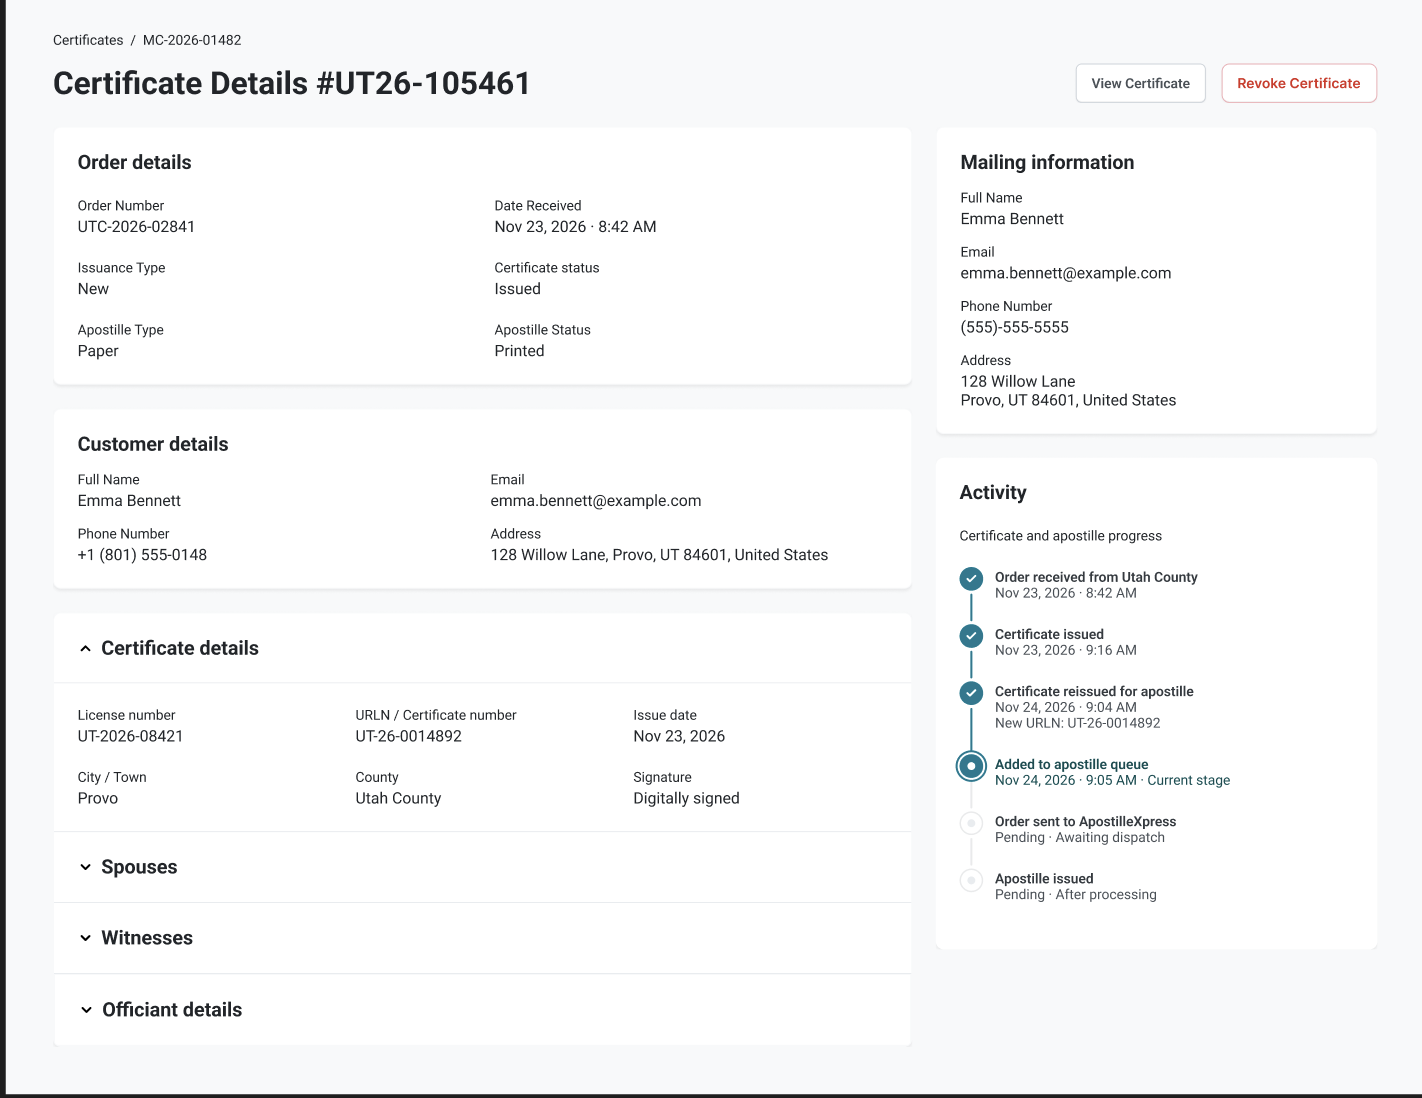 Certificates / MC-2026-01482
Certificate Details #UT26-105461
View Certificate
Revoke Certificate
Order details
Order Number
UTC-2026-02841
Date Received
Nov 23, 2026 · 8:42 AM
Issuance Type
New
Certificate status
Issued
Apostille Type
Paper
Apostille Status
Printed
Customer details
Full Name
Emma Bennett
Email
emma.bennett@example.com
Phone Number
+1 (801) 555-0148
Address
128 Willow Lane, Provo, UT 84601, United States
Certificate details
License number
UT-2026-08421
URLN / Certificate number
UT-26-0014892
Issue date
Nov 23, 2026
City / Town
Provo
County
Utah County
Signature
Digitally signed
Spouses
Witnesses
Officiant details
Mailing information
Full Name
Emma Bennett
Email
emma.bennett@example.com
Phone Number
(555)-555-5555
Address
128 Willow Lane
Provo, UT 84601, United States
Activity
Certificate and apostille progress
Order received from Utah County
Nov 23, 2026 · 8:42 AM
Certificate issued
Nov 23, 2026 · 9:16 AM
Certificate reissued for apostille
Nov 24, 2026 · 9:04 AM
New URLN: UT-26-0014892
Added to apostille queue
Nov 24, 2026 · 9:05 AM · Current stage
Order sent to ApostilleXpress
Pending · Awaiting dispatch
Apostille issued
Pending · After processing